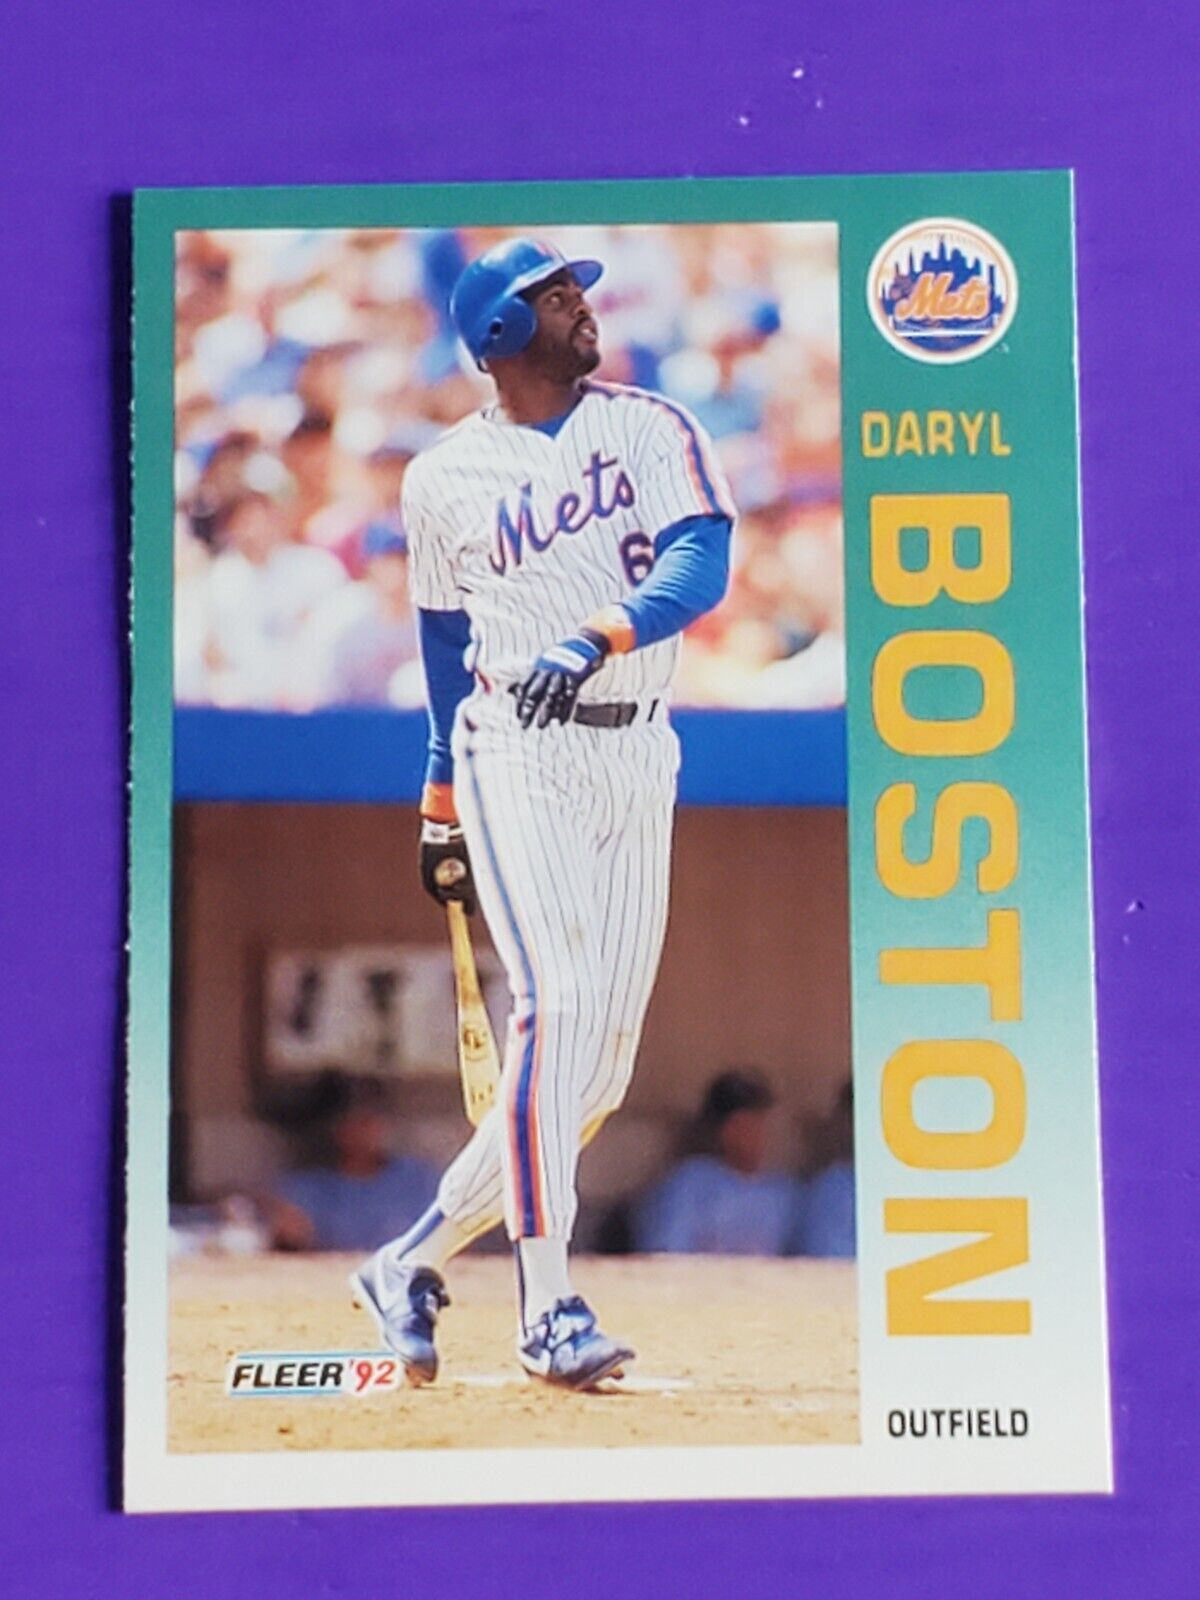 Mets
DARYL
BOSTON
Mets
6
FLEER '92
OUTFIELD